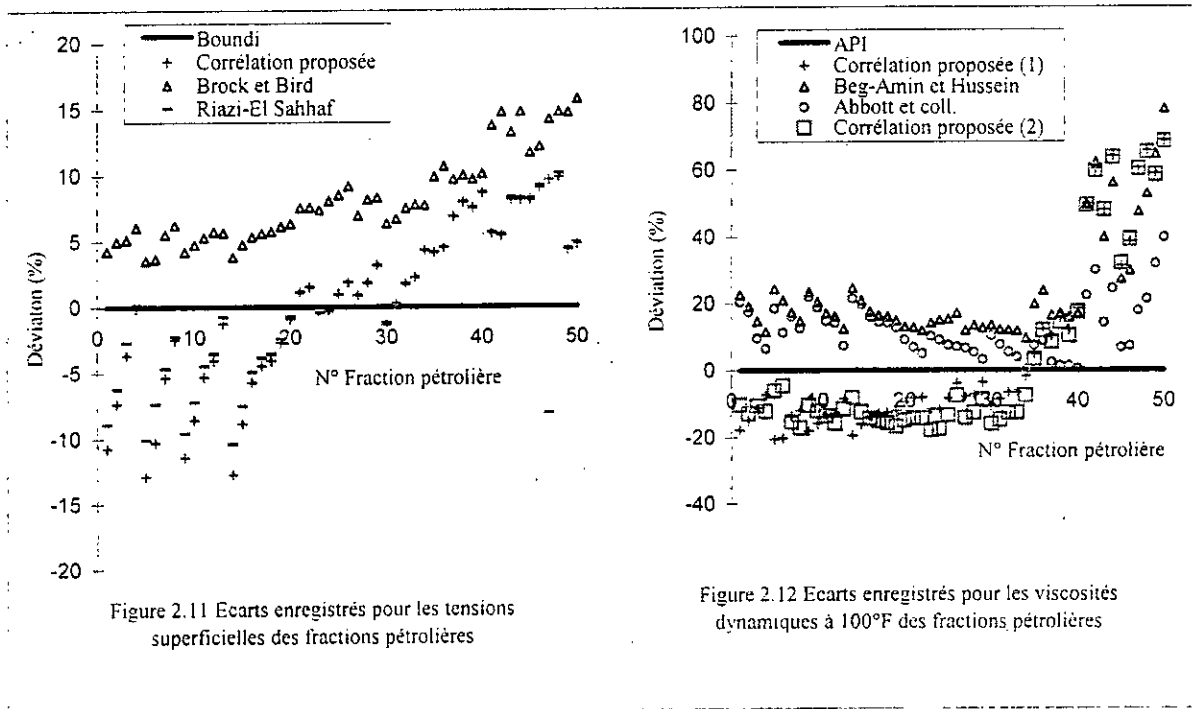 20
15
10
5
0
-5
-10
-15
-20
Déviaton (%)
Boundi
Corrélation proposée
Brock et Bird
Riazi-El Sahhaf
0 10 20 30 40 50
N° Fraction pétrolière
Figure 2.11 Ecarts enregistrés pour les tensions
superficielles des fractions pétrolières
100
80
60
40
20
0
-20
-40
Déviation (%)
API
Corrélation proposée (1)
Beg-Amin et Hussein
Abbott et coll.
Corrélation proposée (2)
0 10 20 30 40 50
N° Fraction pétrolière
Figure 2.12 Ecarts enregistrés pour les viscosités
dynamiques à 100°F des fractions pétrolières